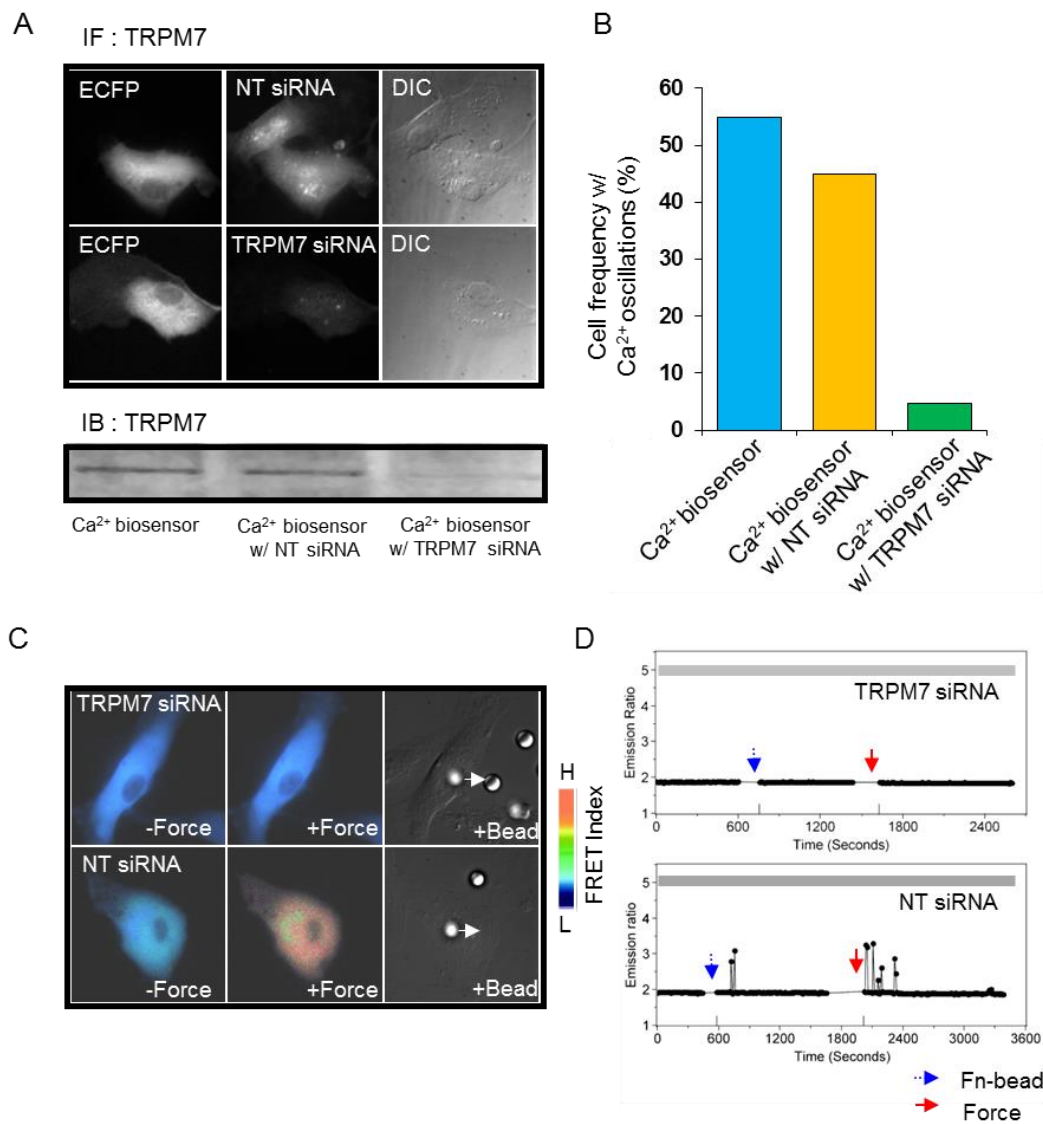 A
IF : TRPM7
ECFP
NT siRNA
DIC
ECFP
TRPM7 siRNA
DIC
IB : TRPM7
Ca²⁺ biosensor
Ca²⁺ biosensor
w/ NT siRNA
Ca²⁺ biosensor
w/ TRPM7 siRNA
B
Cell frequency w/
Ca²⁺ oscillations (%)
60
50
40
30
20
10
0
Ca²⁺ biosensor
Ca²⁺ biosensor
w/ NT siRNA
Ca²⁺ biosensor
w/ TRPM7 siRNA
C
TRPM7 siRNA
-Force
+Force
+Bead
NT siRNA
-Force
+Force
+Bead
H
FRET Index
L
D
Emission Ratio
5
4
3
2
1
TRPM7 siRNA
0
600
1200
1800
2400
Time (Seconds)
Emission ratio
5
4
3
2
1
NT siRNA
0
600
1200
1800
2400
3000
3600
Time (Seconds)
Fn-bead
Force